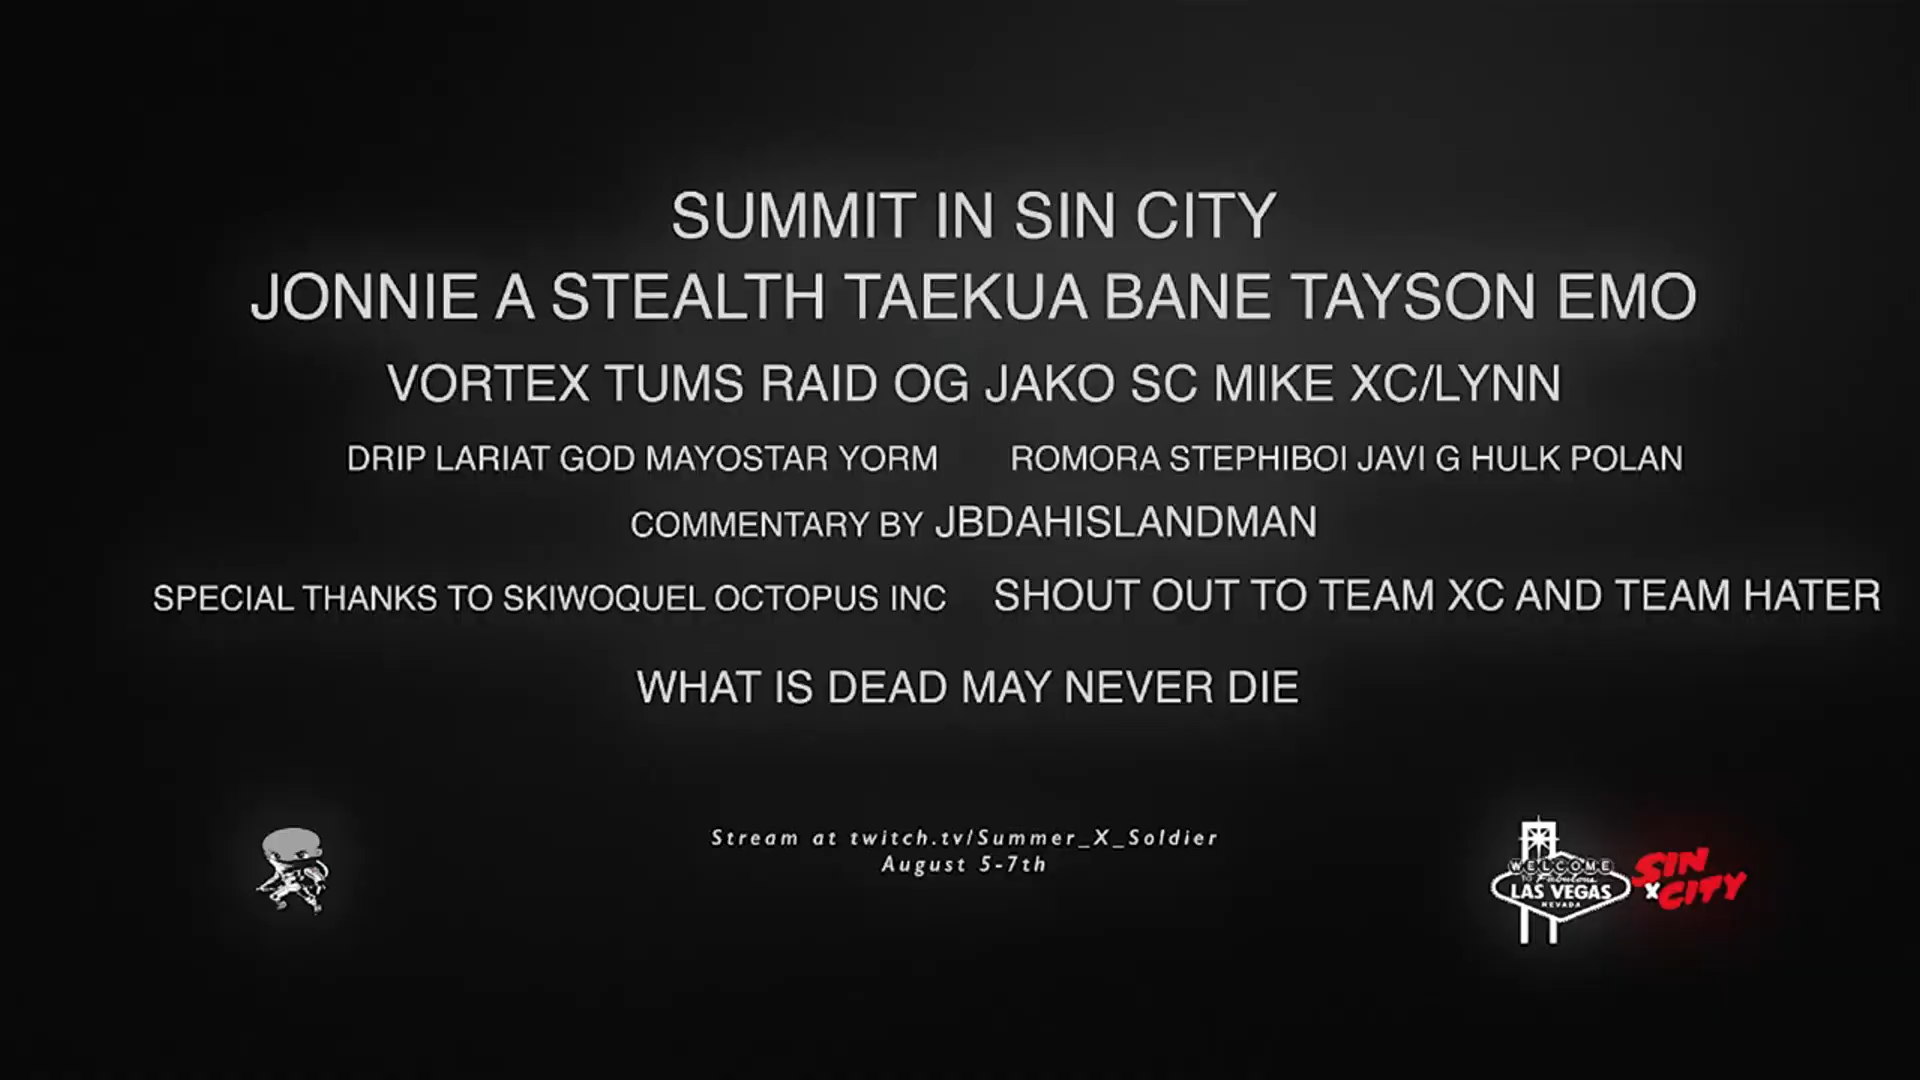 SUMMIT IN SIN CITY
JONNIE A STEALTH TAEKUA BANE TAYSON EMO
VORTEX TUMS RAID OG JAKO SC MIKE XC/LYNN
DRIP LARIAT GOD MAYOSTAR YORM ROMORA STEPHIBOI JAVI G HULK POLAN
COMMENTARY BY JBDAHISLANDMAN
SPECIAL THANKS TO SKIWOQUEL OCTOPUS INC SHOUT OUT TO TEAM XC AND TEAM HATER
WHAT IS DEAD MAY NEVER DIE
Stream at twitch.tv/Summer_X_Soldier
August 5-7th
WELCOME
TO Fabulous
LAS VEGAS
NEVADA
x
SIN
CITY